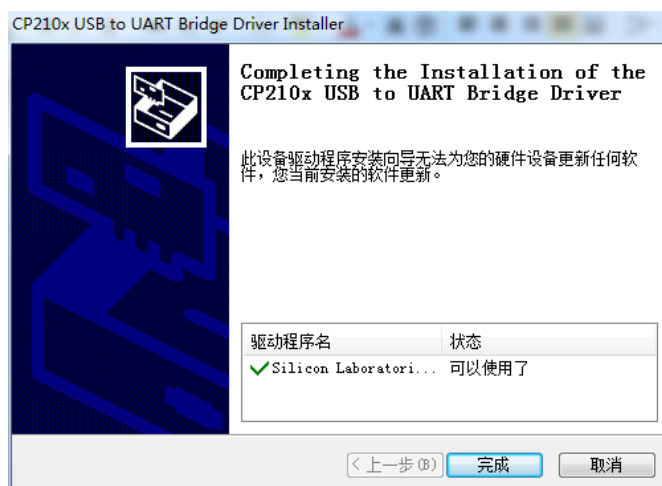 CP210x USB to UART Bridge Driver Installer
Completing the Installation of the
CP210x USB to UART Bridge Driver
此设备驱动程序安装向导无法为您的硬件设备更新任何软
件，您当前安装的软件更新。
驱动程序名 状态
Silicon Laboratori... 可以使用了
< 上一步(B) 完成 取消